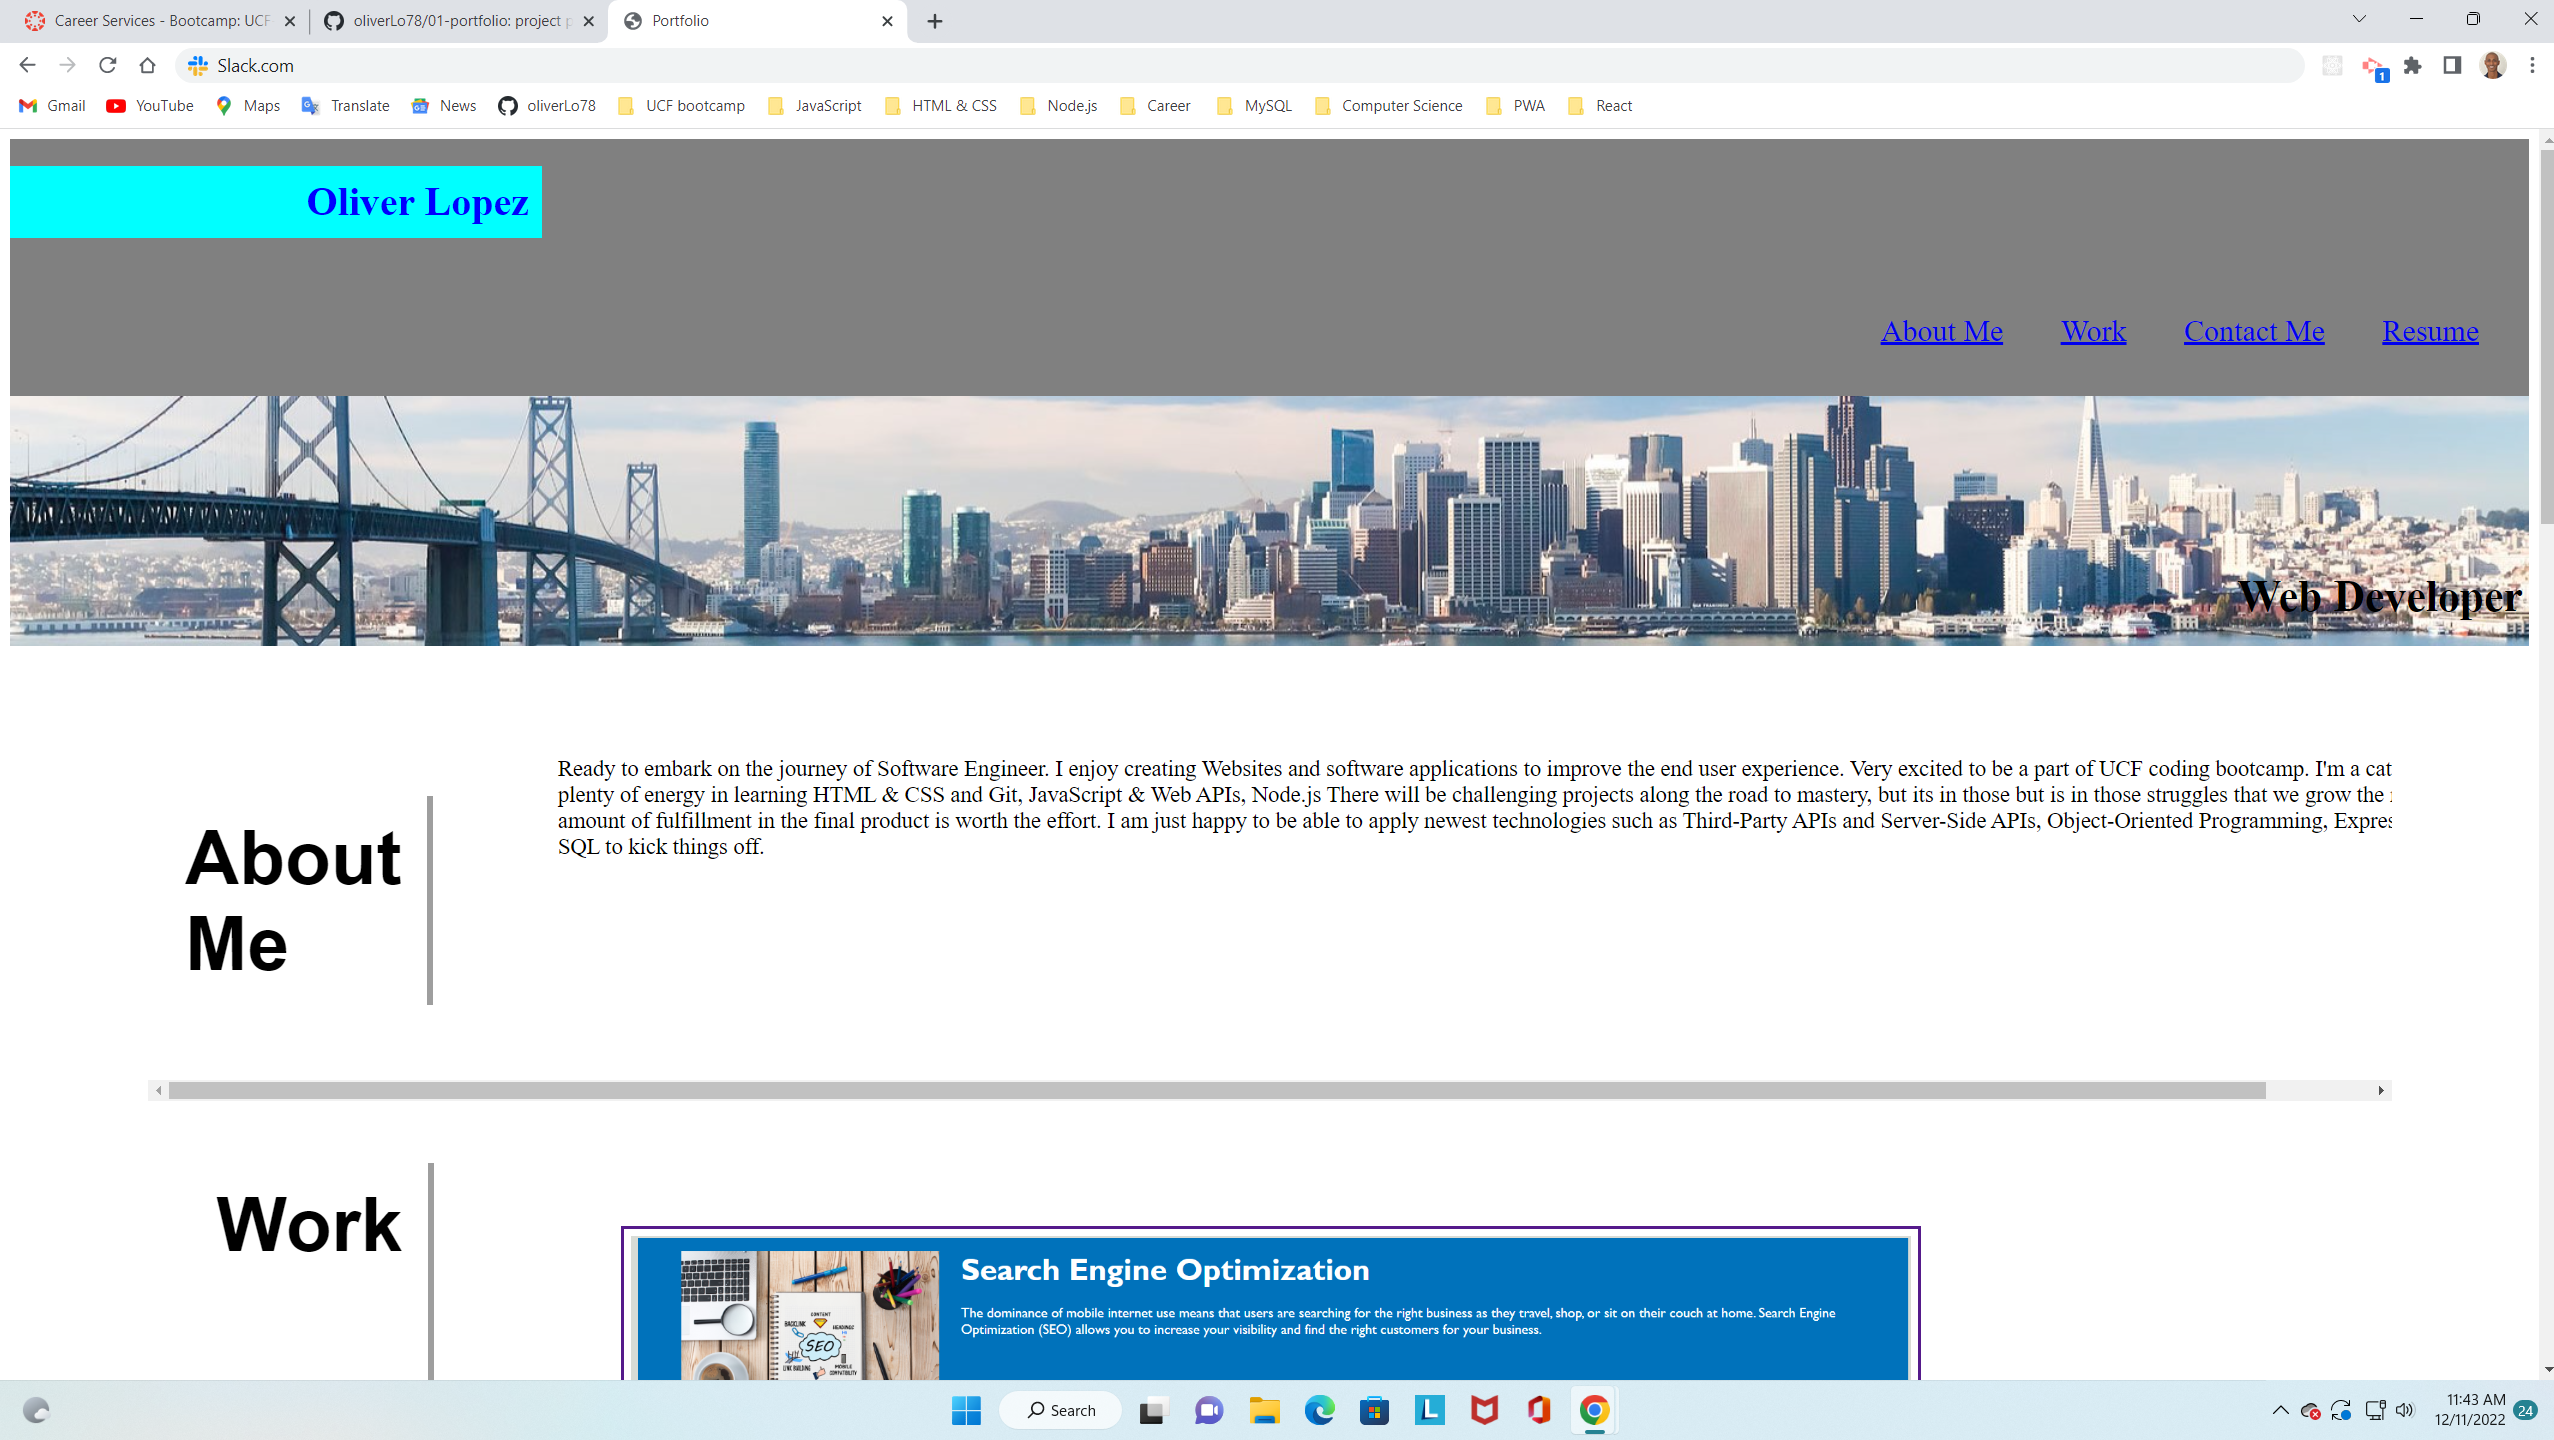 Career Services - Bootcamp: UCF
oliverLo78/01-portfolio: project p
Portfolio
Slack.com
1
Gmail
YouTube
Maps
Translate
News
oliverLo78
UCF bootcamp
JavaScript
HTML & CSS
Node.js
Career
MySQL
Computer Science
PWA
React
Oliver Lopez
About Me
Work
Contact Me
Resume
Web Developer
Ready to embark on the journey of Software Engineer. I enjoy creating Websites and software applications to improve the end user experience. Very excited to be a part of UCF coding bootcamp. I'm a cat
plenty of energy in learning HTML & CSS and Git, JavaScript & Web APIs, Node.js There will be challenging projects along the road to mastery, but its in those but is in those struggles that we grow the
amount of fulfillment in the final product is worth the effort. I am just happy to be able to apply newest technologies such as Third-Party APIs and Server-Side APIs, Object-Oriented Programming, Expres
SQL to kick things off.
About
Me
Work
Search Engine Optimization
The dominance of mobile internet use means that users are searching for the right business as they travel, shop, or sit on their couch at home. Search Engine
Optimization (SEO) allows you to increase your visibility and find the right customers for your business.
CONTENT
BACKLINK
HEADINGS
SEO
LINK BUILDING
MOBILE
COMPATIBILITY
Search
11:43 AM
12/11/2022
24